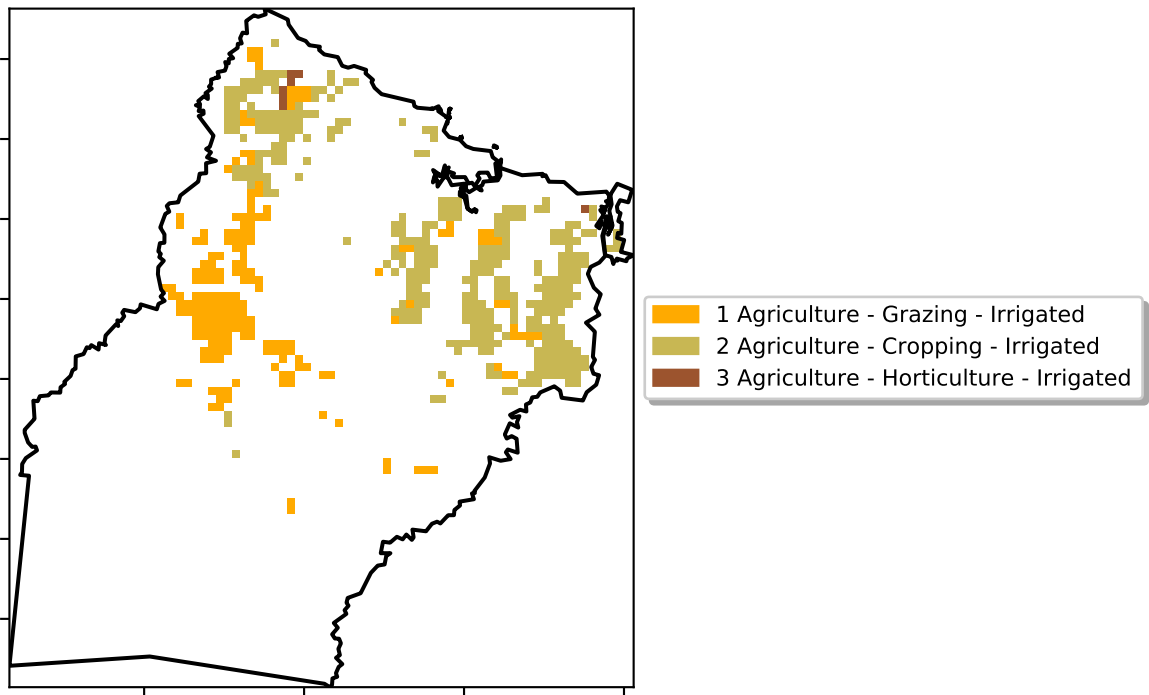 1 Agriculture - Grazing - Irrigated
2 Agriculture - Cropping - Irrigated
3 Agriculture - Horticulture - Irrigated